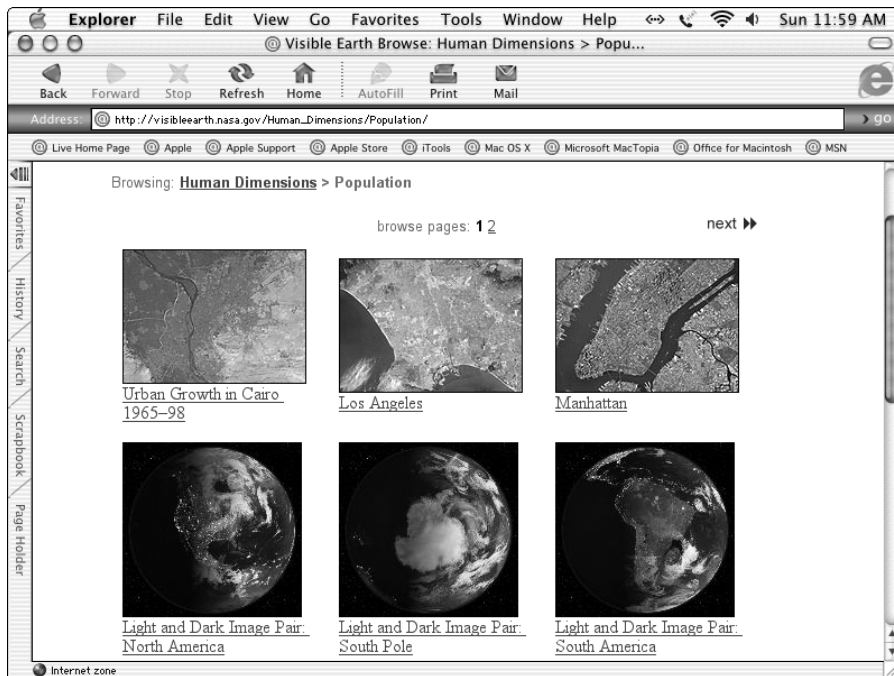 Explorer File Edit View Go Favorites Tools Window Help Sun 11:59 AM
@ Visible Earth Browse: Human Dimensions > Popu...
Back Forward Stop Refresh Home AutoFill Print Mail
Address: @ http://visibleearth.nasa.gov/Human_Dimensions/Population/ > go
@ Live Home Page @ Apple @ Apple Support @ Apple Store @ iTools @ Mac OS X @ Microsoft MacTopia @ Office for Macintosh @ MSN
Favorites
History
Search
Scrapbook
Page Holder
Browsing: Human Dimensions > Population
browse pages: 1 2 next
Urban Growth in Cairo
1965–98
Los Angeles
Manhattan
Light and Dark Image Pair:
North America
Light and Dark Image Pair:
South Pole
Light and Dark Image Pair:
South America
Internet zone